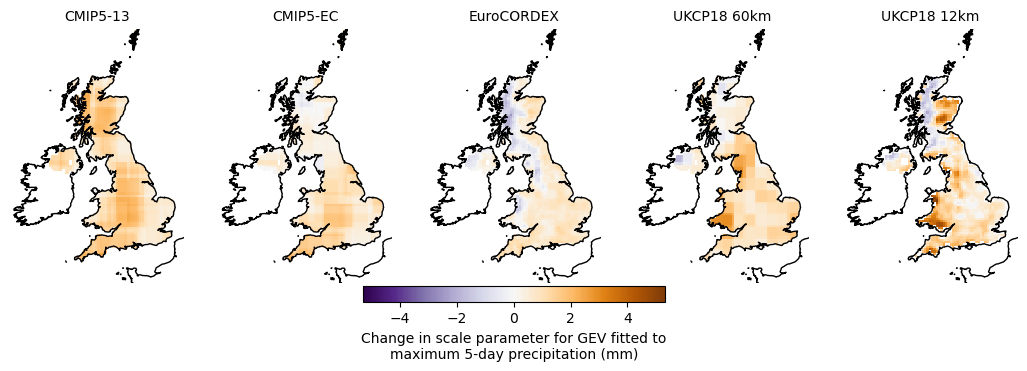 CMIP5-13 CMIP5-EC EuroCORDEX UKCP18 60km UKCP18 12km
−4 −2 0 2 4
Change in scale parameter for GEV fitted to
maximum 5-day precipitation (mm)